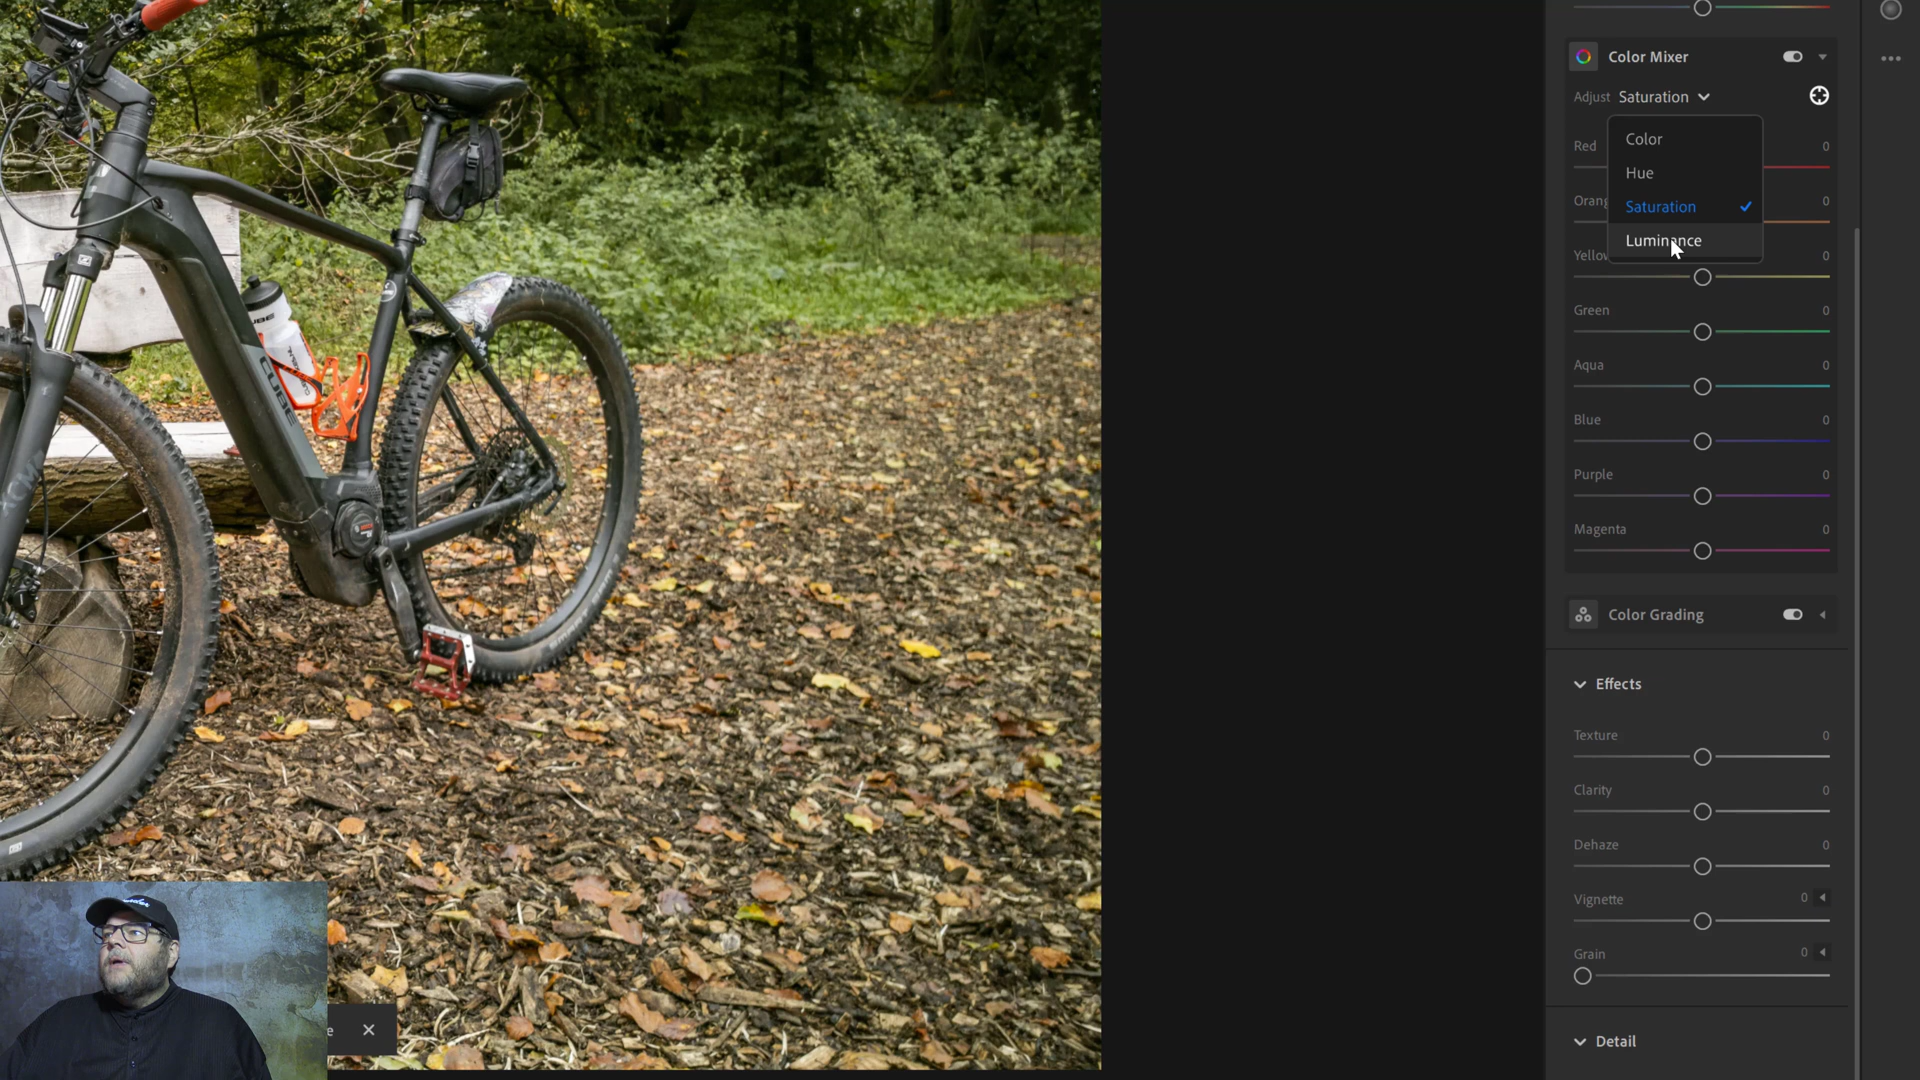 Color Mixer
Adjust Saturation
Color
Hue
Saturation
Luminance
Red 0
Orang 0
Yellow 0
Green 0
Aqua 0
Blue 0
Purple 0
Magenta 0
Color Grading
Effects
Texture 0
Clarity 0
Dehaze 0
Vignette 0
Grain 0
Detail
CUBE
CUBE
e